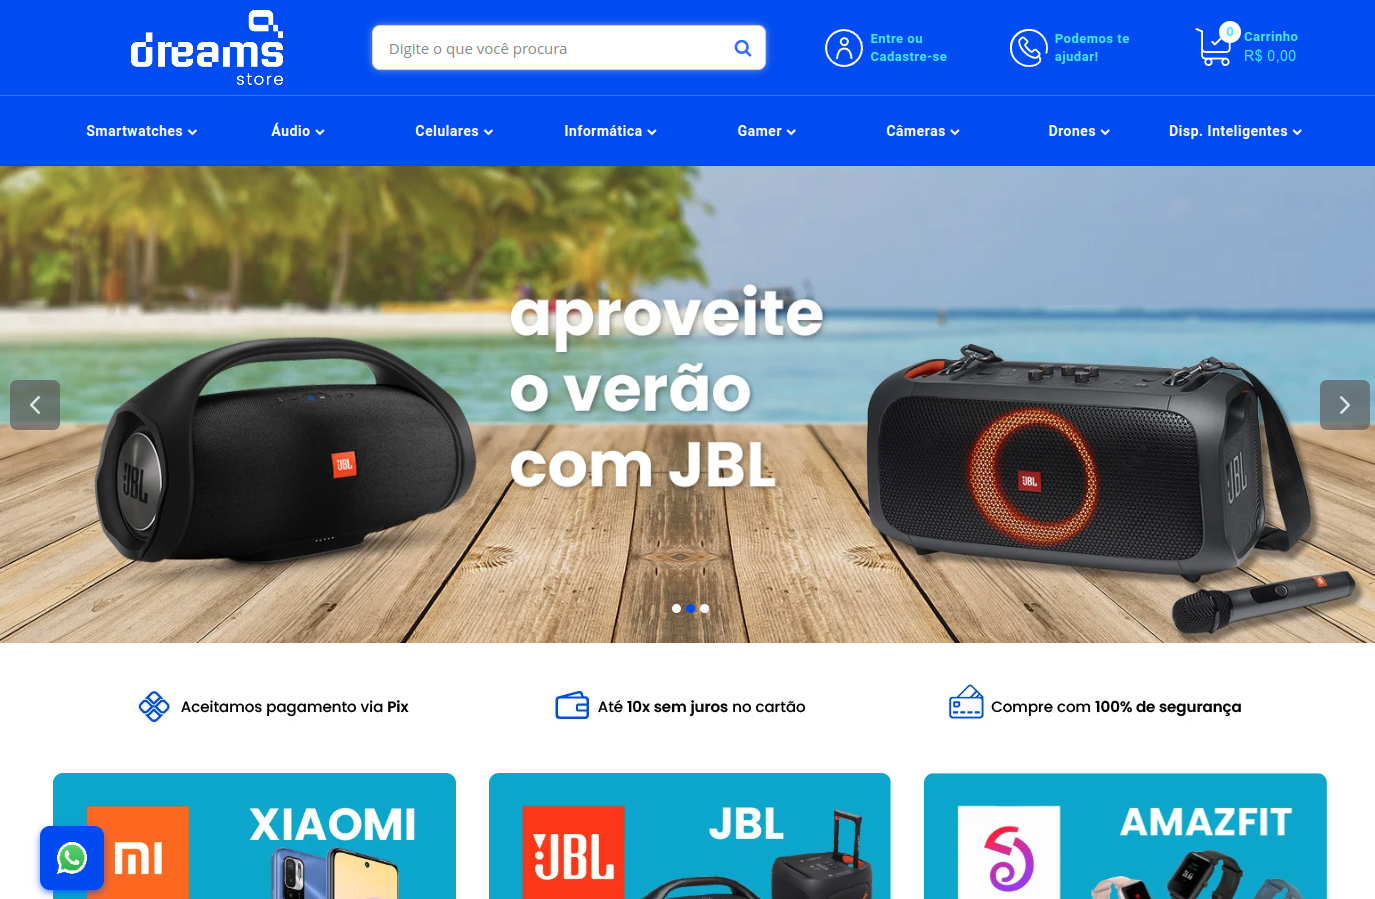 dreams
store
Digite o que você procura
Entre ou
Cadastre-se
Podemos te
ajudar!
0
Carrinho
R$ 0,00
Smartwatches
Áudio
Celulares
Informática
Gamer
Câmeras
Drones
Disp. Inteligentes
aproveite
o verão
com JBL
JBL
JBL
JBL
JBL
Aceitamos pagamento via Pix
Até 10x sem juros no cartão
Compre com 100% de segurança
XIAOMI
mi
JBL
JBL
AMAZFIT